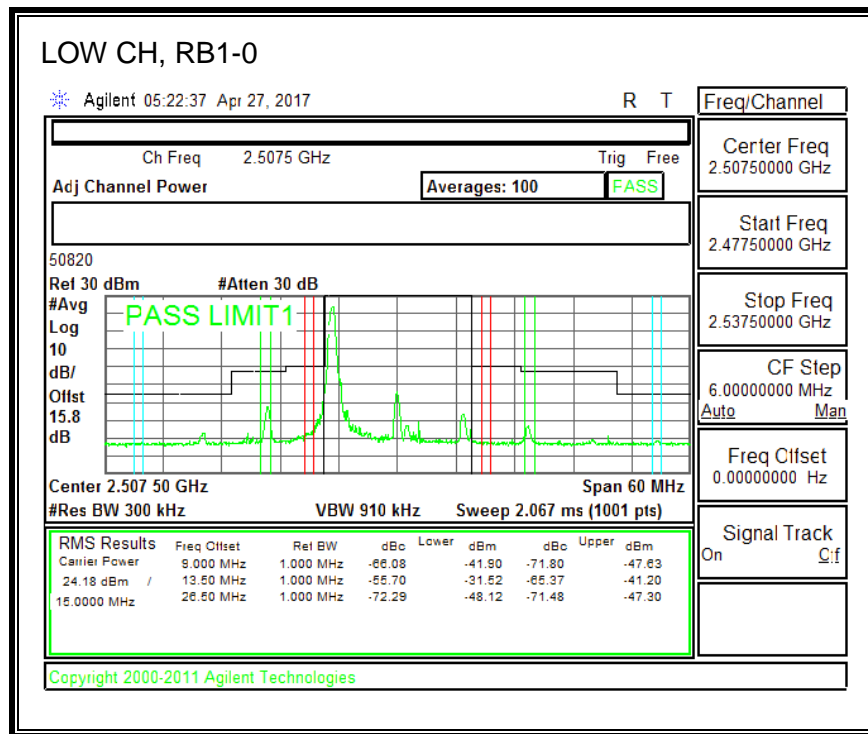 LOW CH, RB1-0
Agilent 05:22:37 Apr 27, 2017 R T
Freq/Channel
Ch Freq 2.5075 GHz Trig Free
Adj Channel Power Averages: 100 PASS
Center Freq
2.50750000 GHz
Start Freq
2.47750000 GHz
Stop Freq
2.53750000 GHz
CF Step
6.00000000 MHz
Auto Man
Freq Offset
0.00000000 Hz
Signal Track
On Off
50820
Ref 30 dBm #Atten 30 dB
#Avg
Log
10
dB/
Offst
15.8
dB
PASS LIMIT1
Center 2.507 50 GHz Span 60 MHz
#Res BW 300 kHz VBW 910 kHz Sweep 2.067 ms (1001 pts)
RMS Results Freq Offset Ref BW dBc Lower dBm dBc Upper dBm
Carrier Power 9.000 MHz 1.000 MHz -66.08 -41.90 -71.80 -47.63
24.18 dBm / 13.50 MHz 1.000 MHz -55.70 -31.52 -65.37 -41.20
15.0000 MHz 26.50 MHz 1.000 MHz -72.29 -48.12 -71.48 -47.30
Copyright 2000-2011 Agilent Technologies